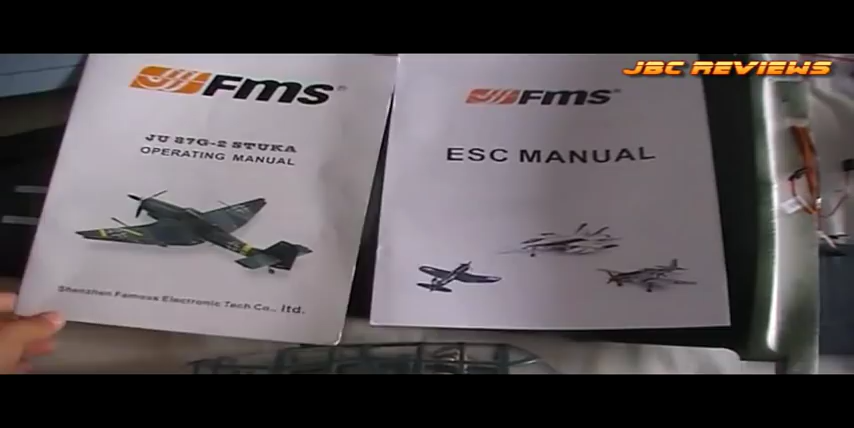 JBC REVIEWS
FMS®
JU 87G-2 STUKA
OPERATING MANUAL
Shenzhen Famous Electronic Tech Co., ltd.
FMS®
ESC MANUAL